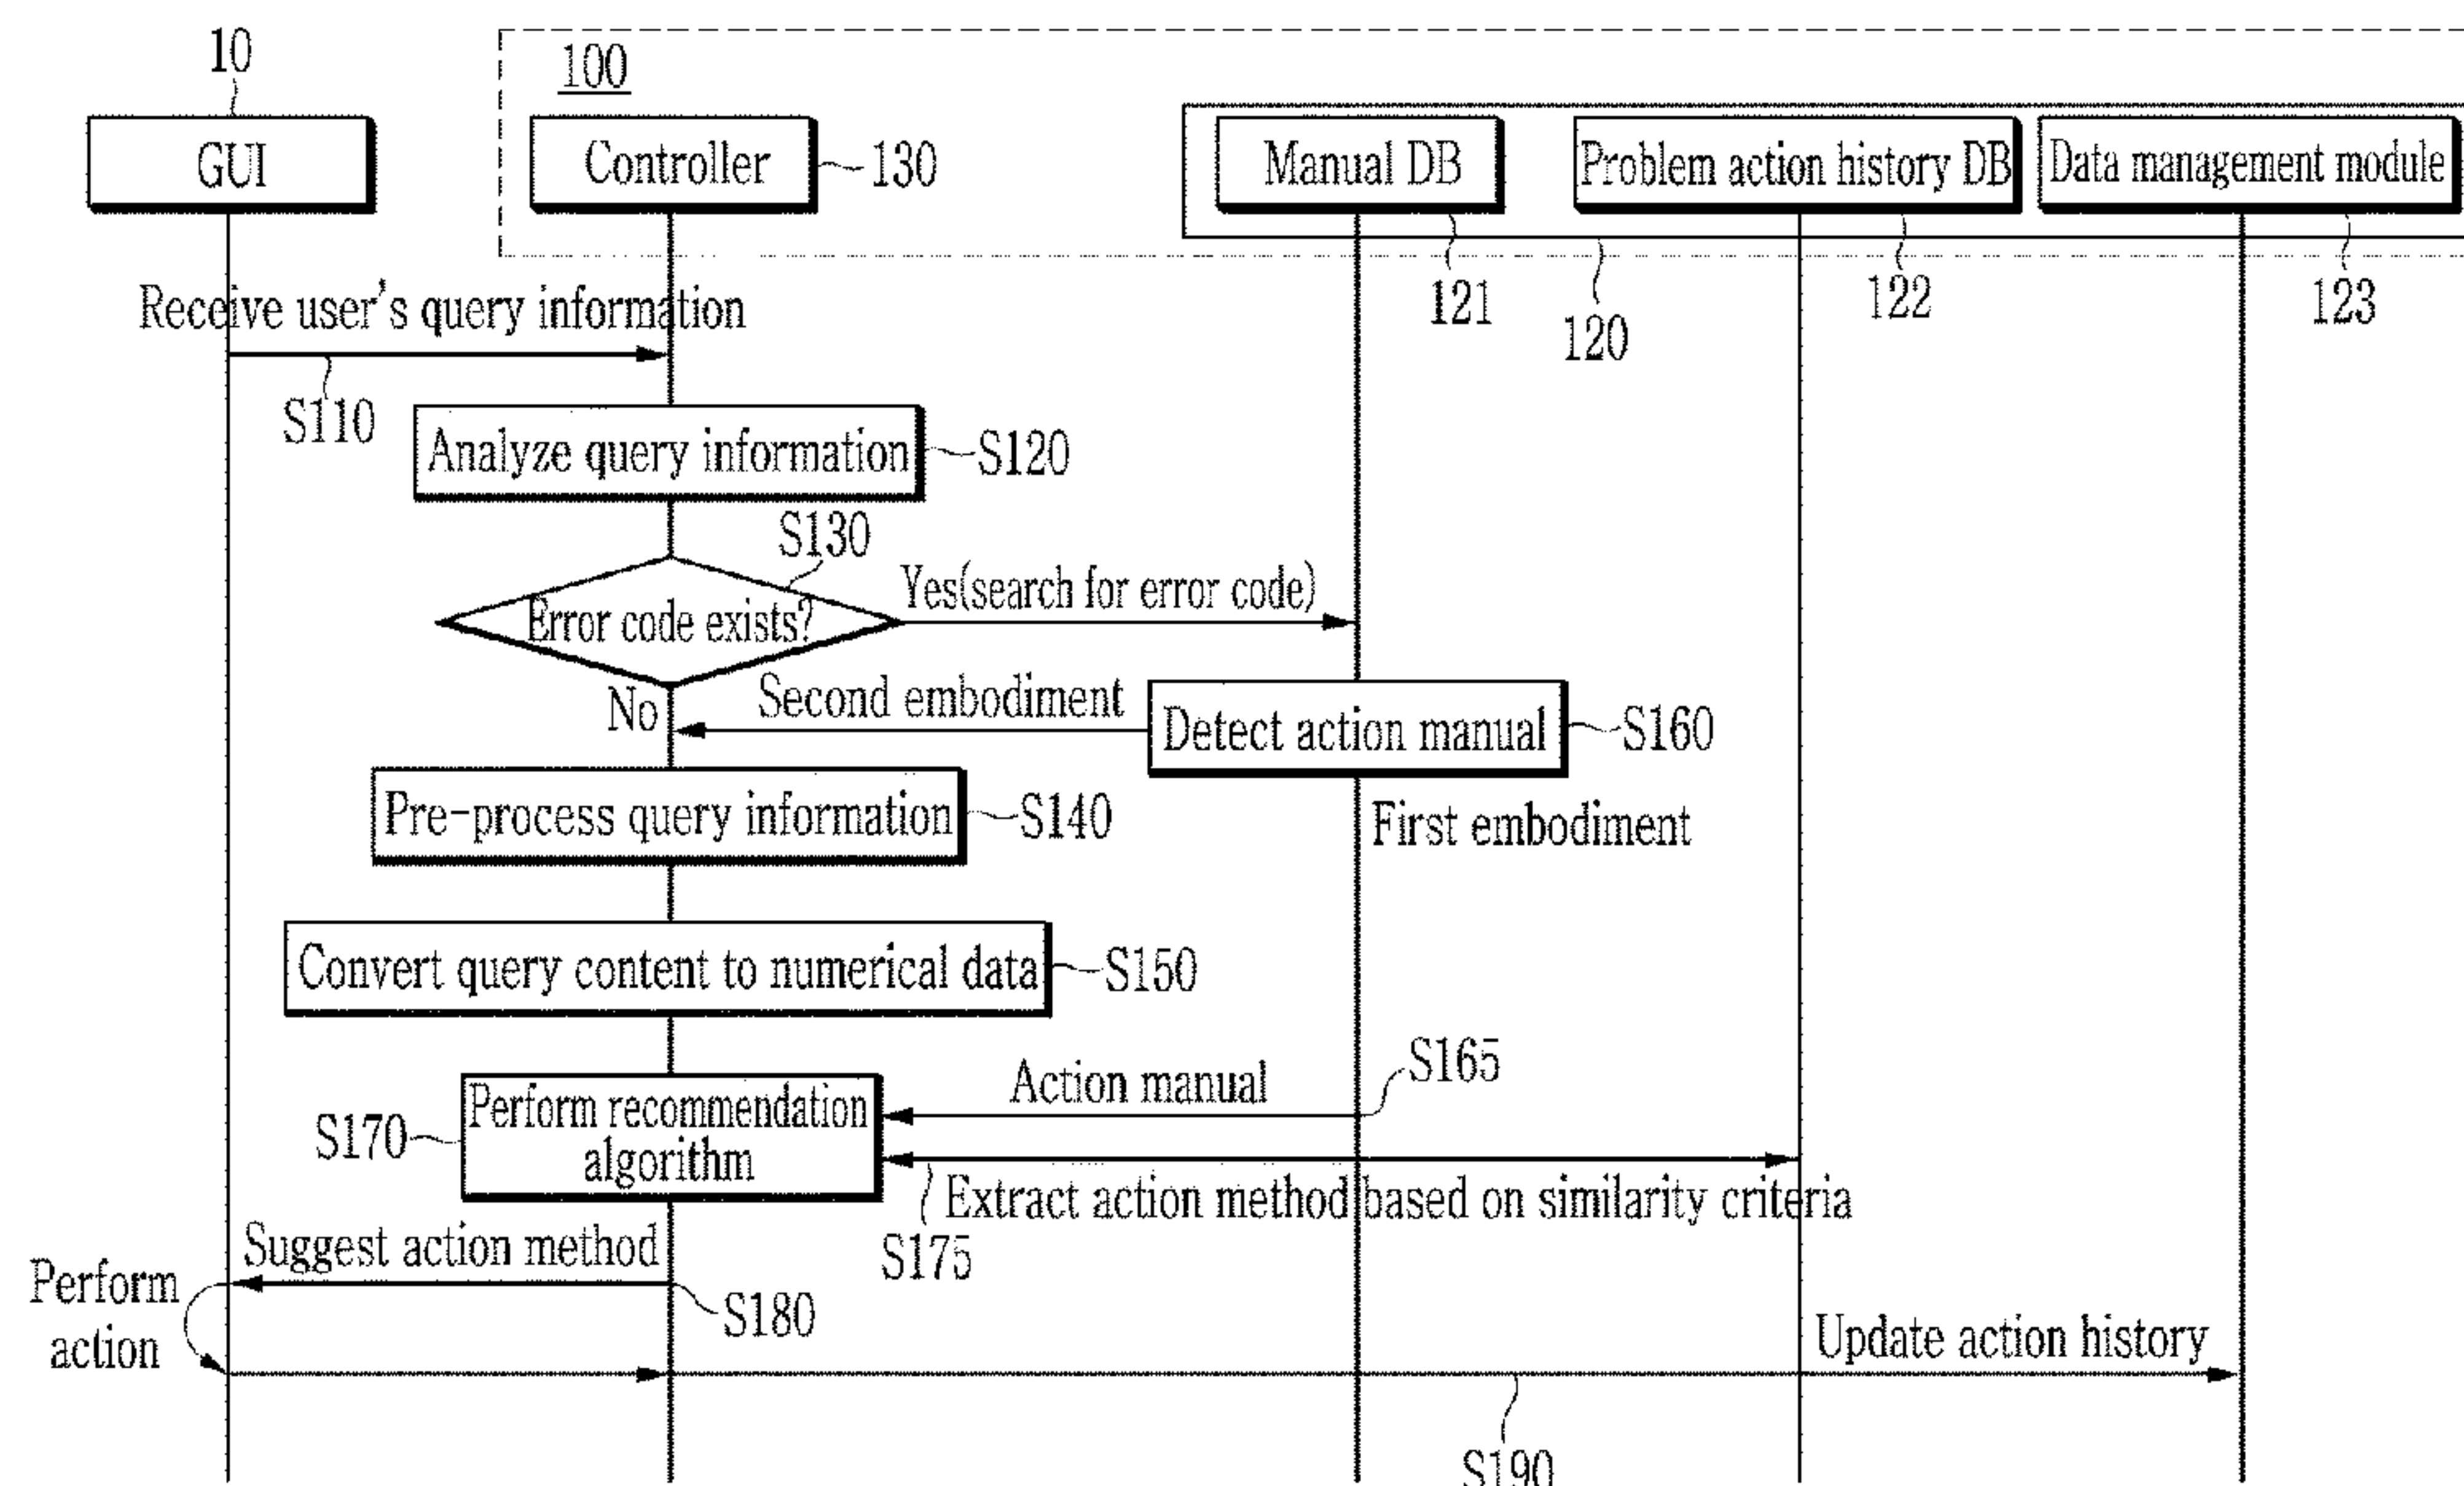 10
100
GUI
Controller
130
Manual DB
Problem action history DB
Data management module
121
120
122
123
Receive user's query information
S110
Analyze query information
S120
S130
Error code exists?
Yes(search for error code)
No
Second embodiment
Detect action manual
S160
Pre-process query information
S140
First embodiment
Convert query content to numerical data
S150
Action manual
S165
S170
Perform recommendation
algorithm
Extract action method based on similarity criteria
S175
Suggest action method
S180
Perform
action
Update action history
S190